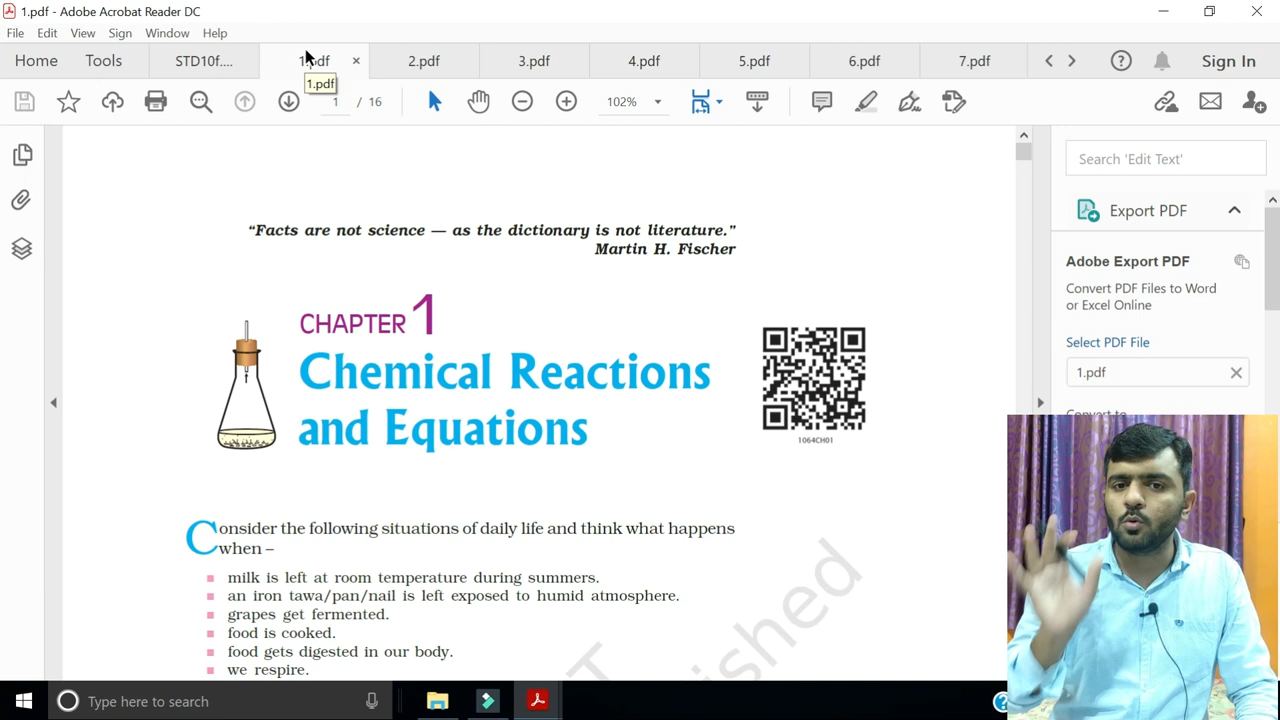 1.pdf - Adobe Acrobat Reader DC
File Edit View Sign Window Help
Home Tools STD10f.... 1.pdf 2.pdf 3.pdf 4.pdf 5.pdf 6.pdf 7.pdf Sign In
1.pdf
1 / 16 102%
Search 'Edit Text'
Export PDF
Adobe Export PDF
Convert PDF Files to Word
or Excel Online
Select PDF File
1.pdf
Convert to
“Facts are not science — as the dictionary is not literature.”
Martin H. Fischer
CHAPTER 1
Chemical Reactions
and Equations
1064CH01
Consider the following situations of daily life and think what happens
when –
milk is left at room temperature during summers.
an iron tawa/pan/nail is left exposed to humid atmosphere.
grapes get fermented.
food is cooked.
food gets digested in our body.
we respire.
Type here to search